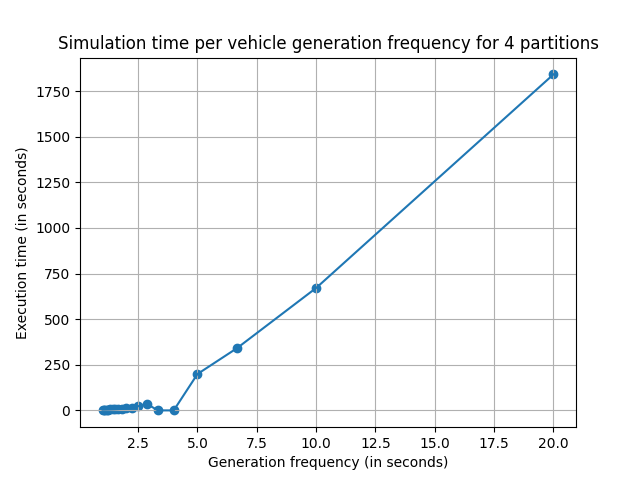 Simulation time per vehicle generation frequency for 4 partitions
Execution time (in seconds)
1750
1500
1250
1000
750
500
250
0
2.5 5.0 7.5 10.0 12.5 15.0 17.5 20.0
Generation frequency (in seconds)